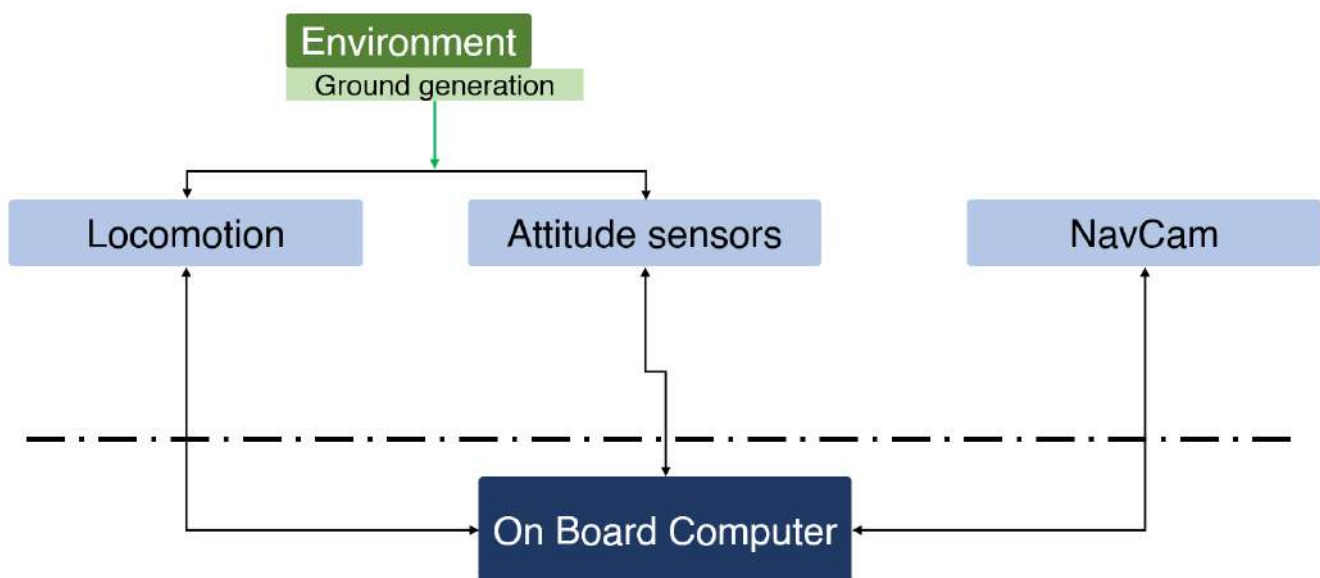 Environment
Ground generation
Locomotion
Attitude sensors
NavCam
On Board Computer